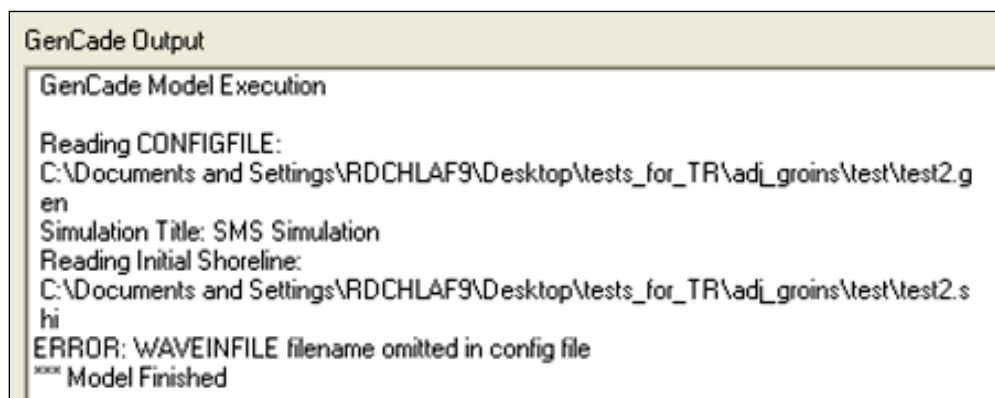 GenCade Output
GenCade Model Execution
Reading CONFIGFILE:
C:\Documents and Settings\RDCHLAF9\Desktop\tests_for_TR\adj_groins\test\test2.g
en
Simulation Title: SMS Simulation
Reading Initial Shoreline:
C:\Documents and Settings\RDCHLAF9\Desktop\tests_for_TR\adj_groins\test\test2.s
hi
ERROR: WAVEINFILE filename omitted in config file
*** Model Finished